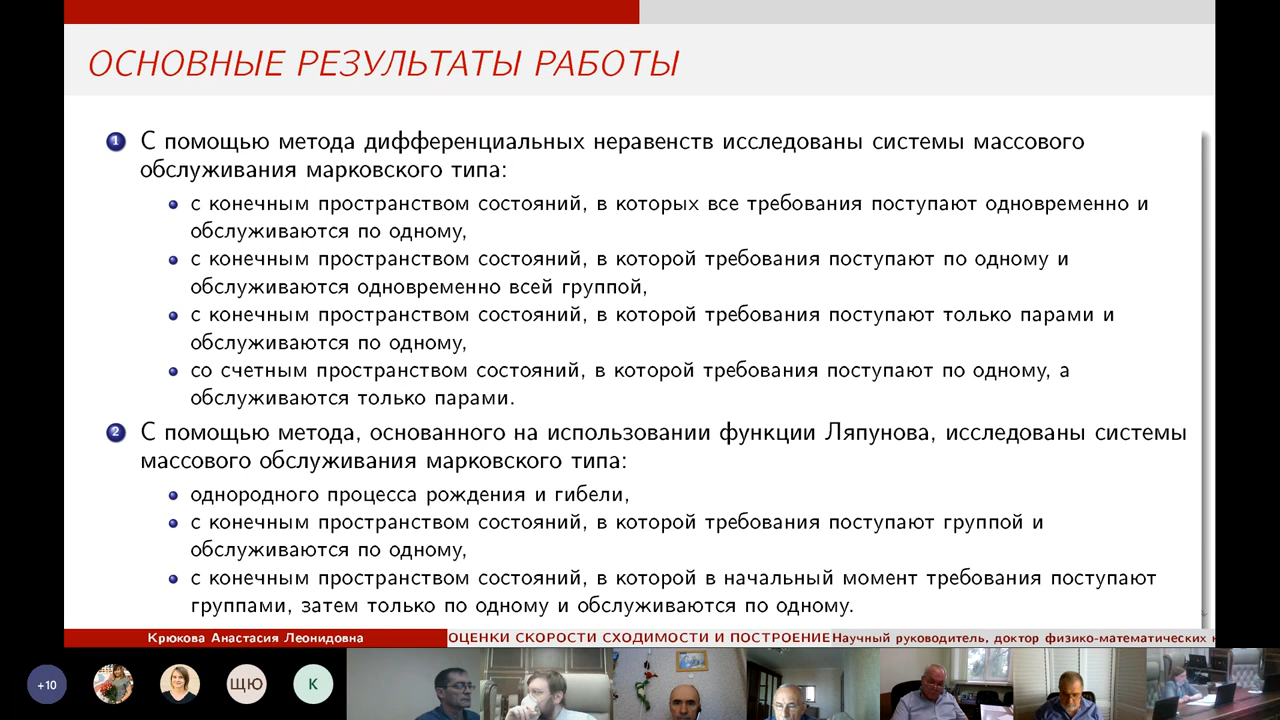 ОСНОВНЫЕ РЕЗУЛЬТАТЫ РАБОТЫ
1 С помощью метода дифференциальных неравенств исследованы системы массового
обслуживания марковского типа:
с конечным пространством состояний, в которых все требования поступают одновременно и
обслуживаются по одному,
с конечным пространством состояний, в которой требования поступают по одному и
обслуживаются одновременно всей группой,
с конечным пространством состояний, в которой требования поступают только парами и
обслуживаются по одному,
со счетным пространством состояний, в которой требования поступают по одному, а
обслуживаются только парами.
2 С помощью метода, основанного на использовании функции Ляпунова, исследованы системы
массового обслуживания марковского типа:
однородного процесса рождения и гибели,
с конечным пространством состояний, в которой требования поступают группой и
обслуживаются по одному,
с конечным пространством состояний, в которой в начальный момент требования поступают
группами, затем только по одному и обслуживаются по одному.
Крюкова Анастасия Леонидовна ОЦЕНКИ СКОРОСТИ СХОДИМОСТИ И ПОСТРОЕНИЕ Научный руководитель, доктор физико-математических
+10 ЩЮ К